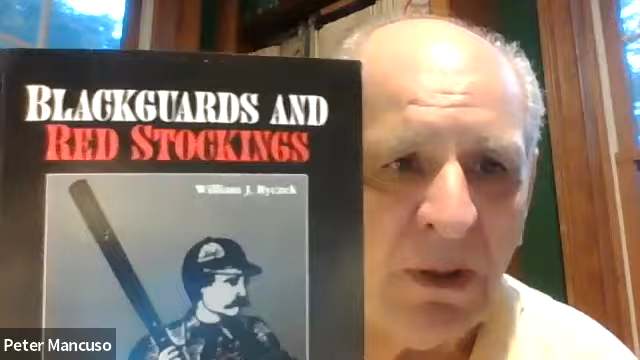 BLACKGUARDS AND
RED STOCKINGS
William J. Ryczek
Peter Mancuso